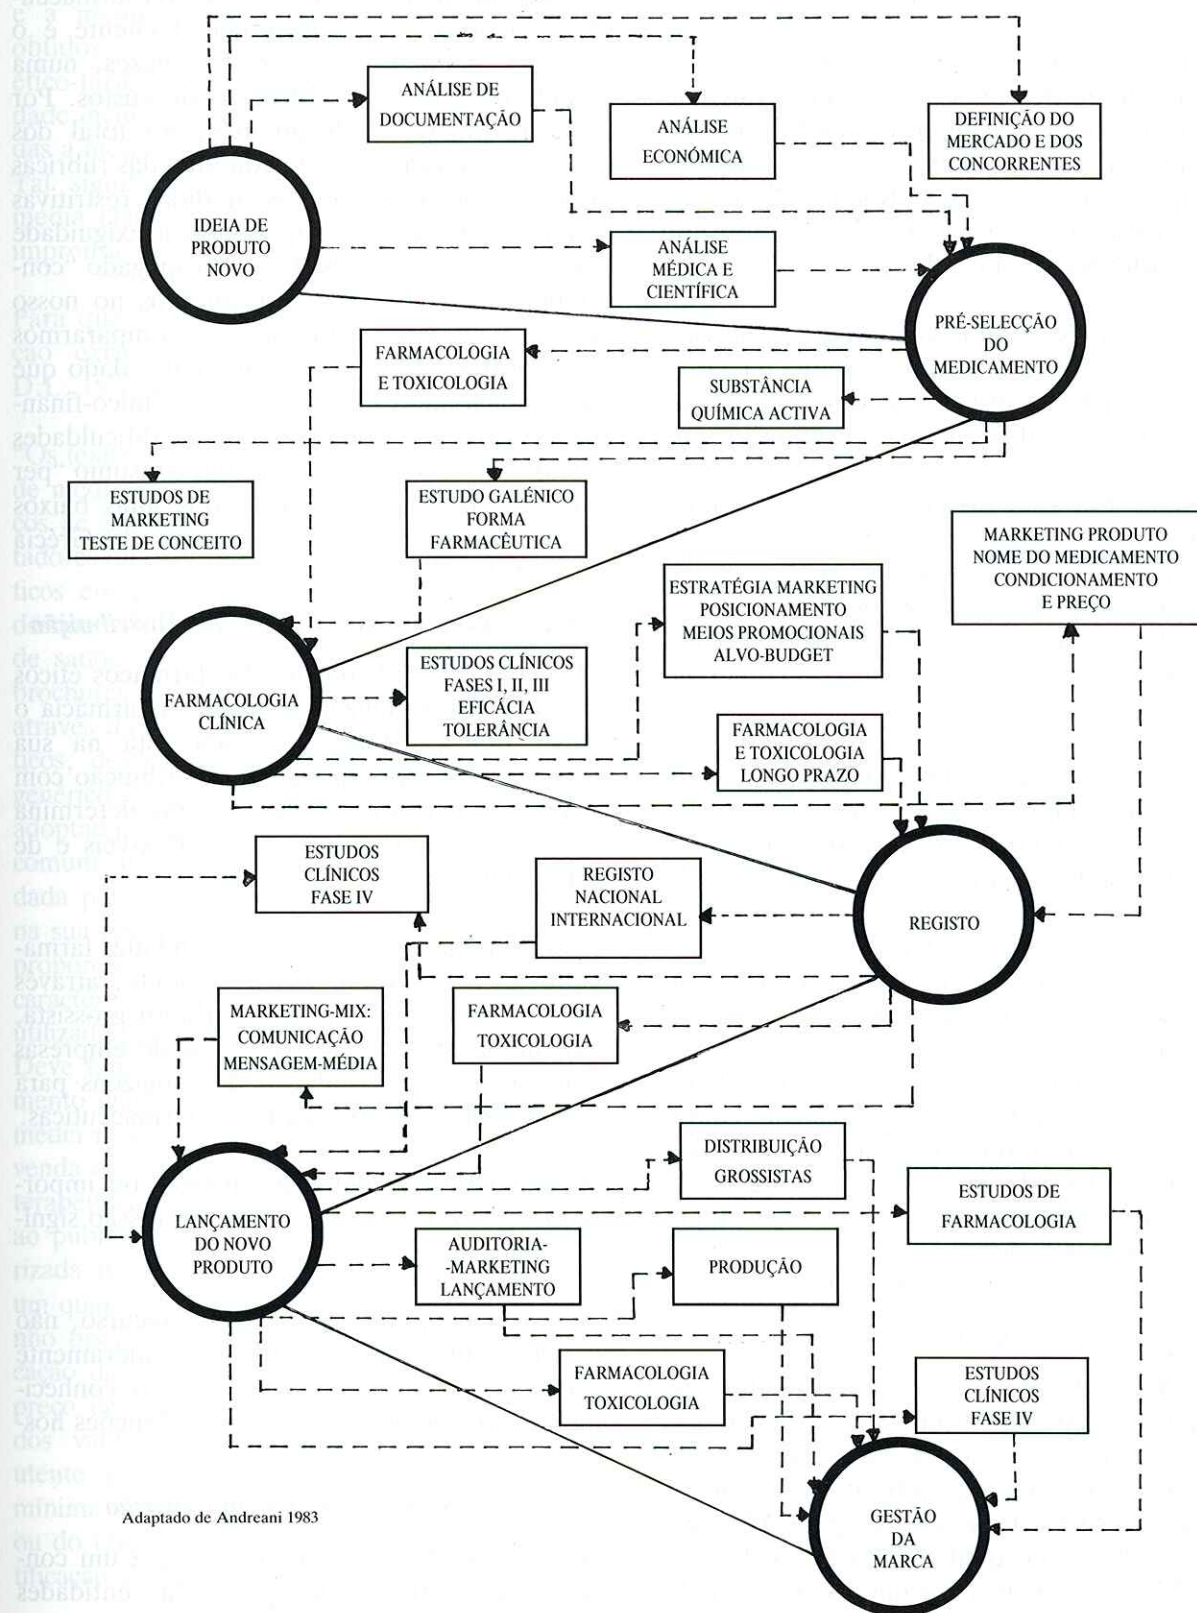 ANÁLISE DE
DOCUMENTAÇÃO
ANÁLISE
ECONÓMICA
DEFINIÇÃO DO
MERCADO E DOS
CONCORRENTES
IDEIA DE
PRODUTO
NOVO
ANÁLISE
MÉDICA E
CIENTÍFICA
PRÉ-SELECÇÃO
DO
MEDICAMENTO
FARMACOLOGIA
E TOXICOLOGIA
SUBSTÂNCIA
QUÍMICA ACTIVA
ESTUDOS DE
MARKETING
TESTE DE CONCEITO
ESTUDO GALÉNICO
FORMA
FARMACÊUTICA
MARKETING PRODUTO
NOME DO MEDICAMENTO
CONDICIONAMENTO
E PREÇO
ESTRATÉGIA MARKETING
POSICIONAMENTO
MEIOS PROMOCIONAIS
ALVO-BUDGET
FARMACOLOGIA
CLÍNICA
ESTUDOS CLÍNICOS
FASES I, II, III
EFICÁCIA
TOLERÂNCIA
FARMACOLOGIA
E TOXICOLOGIA
LONGO PRAZO
ESTUDOS
CLÍNICOS
FASE IV
REGISTO
NACIONAL
INTERNACIONAL
REGISTO
MARKETING-MIX:
COMUNICAÇÃO
MENSAGEM-MÉDIA
FARMACOLOGIA
TOXICOLOGIA
DISTRIBUIÇÃO
GROSSISTAS
ESTUDOS DE
FARMACOLOGIA
LANÇAMENTO
DO NOVO
PRODUTO
AUDITORIA-
-MARKETING
LANÇAMENTO
PRODUÇÃO
FARMACOLOGIA
TOXICOLOGIA
ESTUDOS
CLÍNICOS
FASE IV
GESTÃO
DA
MARCA
Adaptado de Andreani 1983